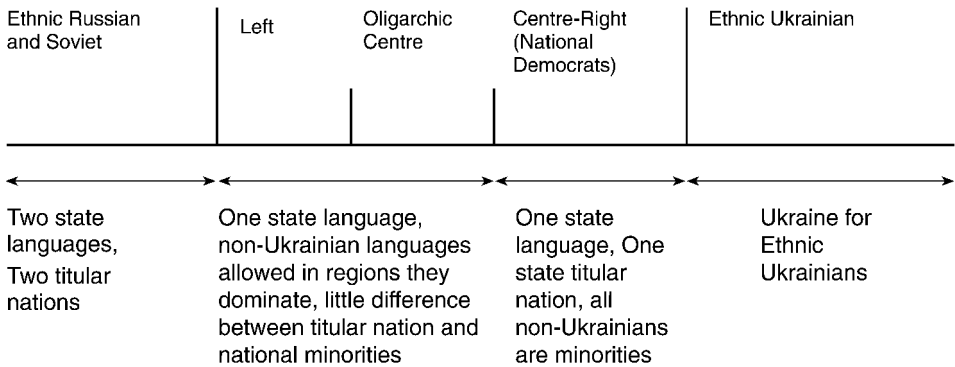 Ethnic Russian
and Soviet
Left
Oligarchic
Centre
Centre-Right
(National
Democrats)
Ethnic Ukrainian
Two state
languages,
Two titular
nations
One state language,
non-Ukrainian languages
allowed in regions they
dominate, little difference
between titular nation and
national minorities
One state
language, One
state titular
nation, all
non-Ukrainians
are minorities
Ukraine for
Ethnic
Ukrainians